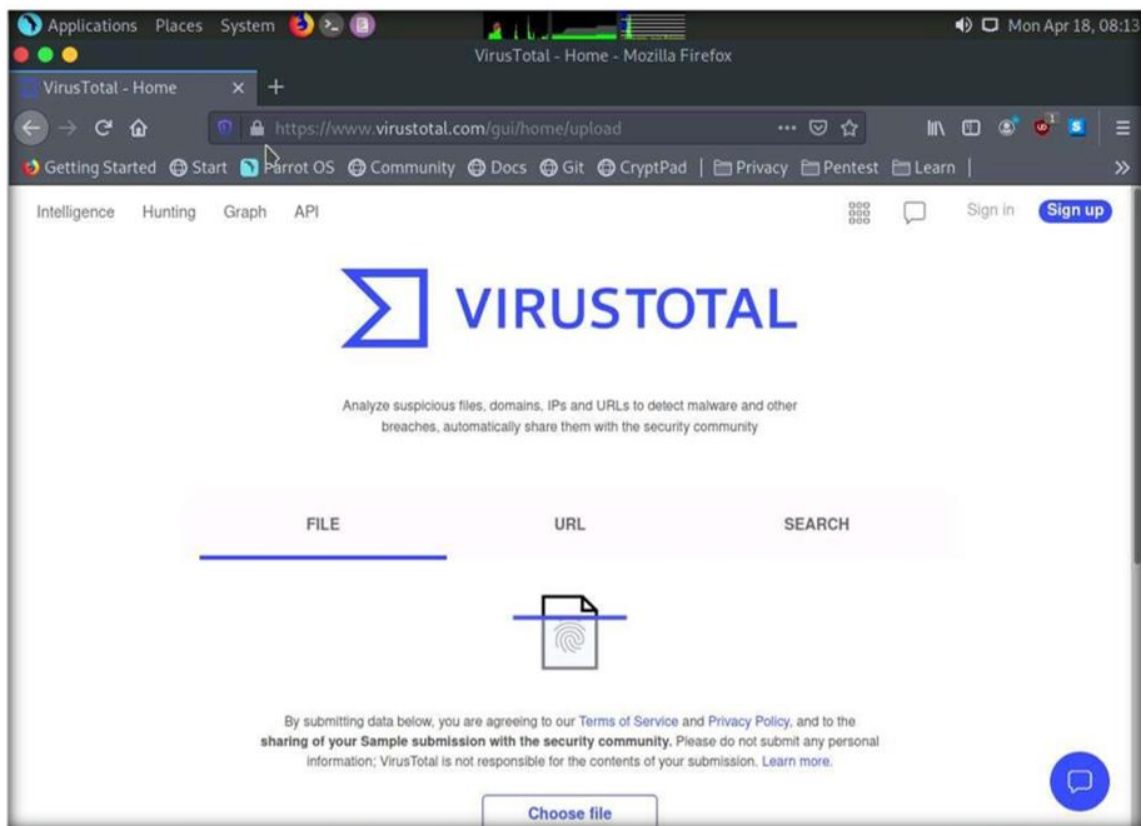 Applications Places System Mon Apr 18, 08:13
VirusTotal - Home - Mozilla Firefox
VirusTotal - Home
https://www.virustotal.com/gui/home/upload
Getting Started Start Parrot OS Community Docs Git CryptPad Privacy Pentest Learn
Intelligence Hunting Graph API Sign in Sign up
VIRUSTOTAL
Analyze suspicious files, domains, IPs and URLs to detect malware and other
breaches, automatically share them with the security community
FILE URL SEARCH
By submitting data below, you are agreeing to our Terms of Service and Privacy Policy, and to the
sharing of your Sample submission with the security community. Please do not submit any personal
information; VirusTotal is not responsible for the contents of your submission. Learn more.
Choose file